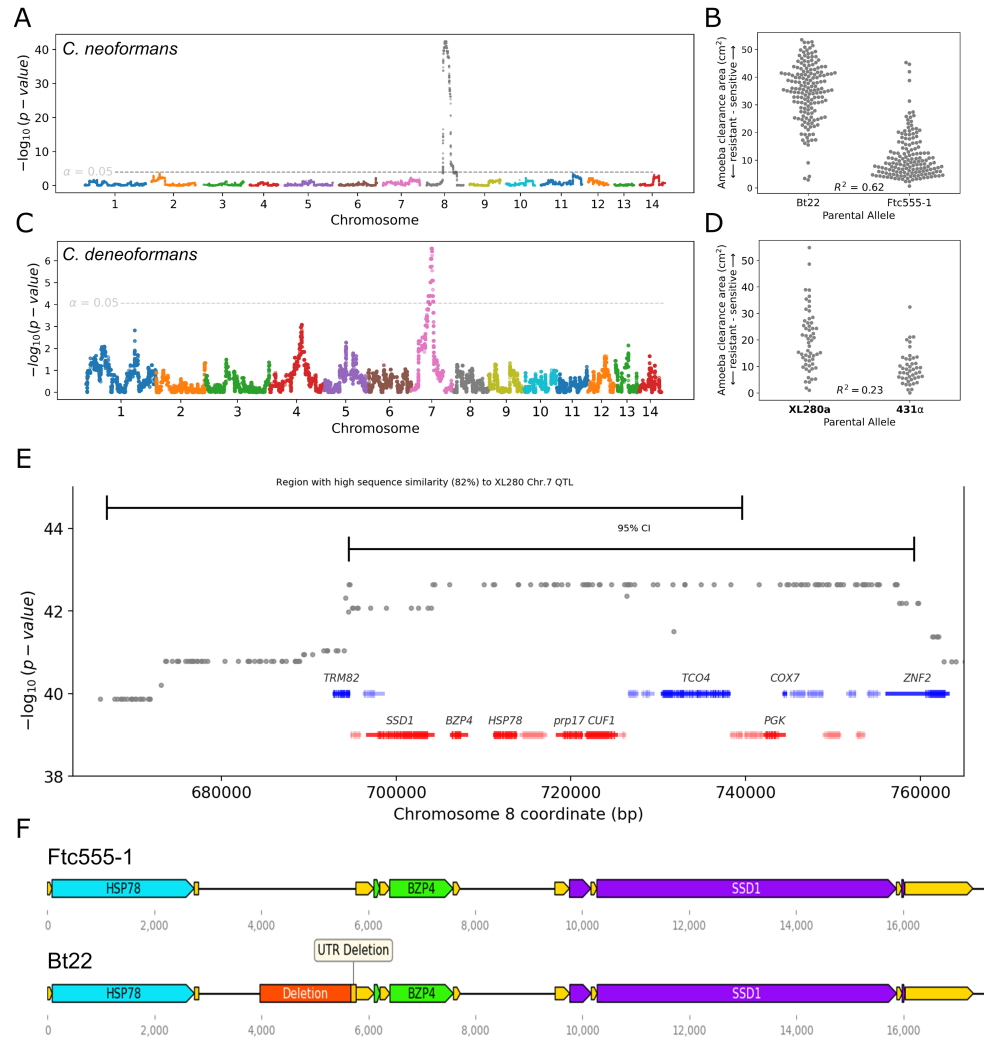 A
C. neoformans
−log₁₀(p − value)
40
30
20
10
0
α = 0.05
1 2 3 4 5 6 7 8 9 10 11 12 13 14
Chromosome
B
Amoeba clearance area (cm²)
⟵ resistant - sensitive ⟶
50
40
30
20
10
0
R² = 0.62
Bt22 Ftc555-1
Parental Allele
C
C. deneoformans
−log₁₀(p − value)
6
5
4
3
2
1
0
α = 0.05
1 2 3 4 5 6 7 8 9 10 11 12 13 14
Chromosome
D
Amoeba clearance area (cm²)
⟵ resistant - sensitive ⟶
50
40
30
20
10
0
R² = 0.23
XL280a 431α
Parental Allele
E
Region with high sequence similarity (82%) to XL280 Chr.7 QTL
95% CI
−log₁₀(p − value)
44
42
40
38
TRM82 TCO4 COX7 ZNF2
SSD1 BZP4 HSP78 prp17 CUF1 PGK
680000 700000 720000 740000 760000
Chromosome 8 coordinate (bp)
F
Ftc555-1
HSP78 BZP4 SSD1
0 2,000 4,000 6,000 8,000 10,000 12,000 14,000 16,000
UTR Deletion
Bt22
HSP78 Deletion BZP4 SSD1
0 2,000 4,000 6,000 8,000 10,000 12,000 14,000 16,000